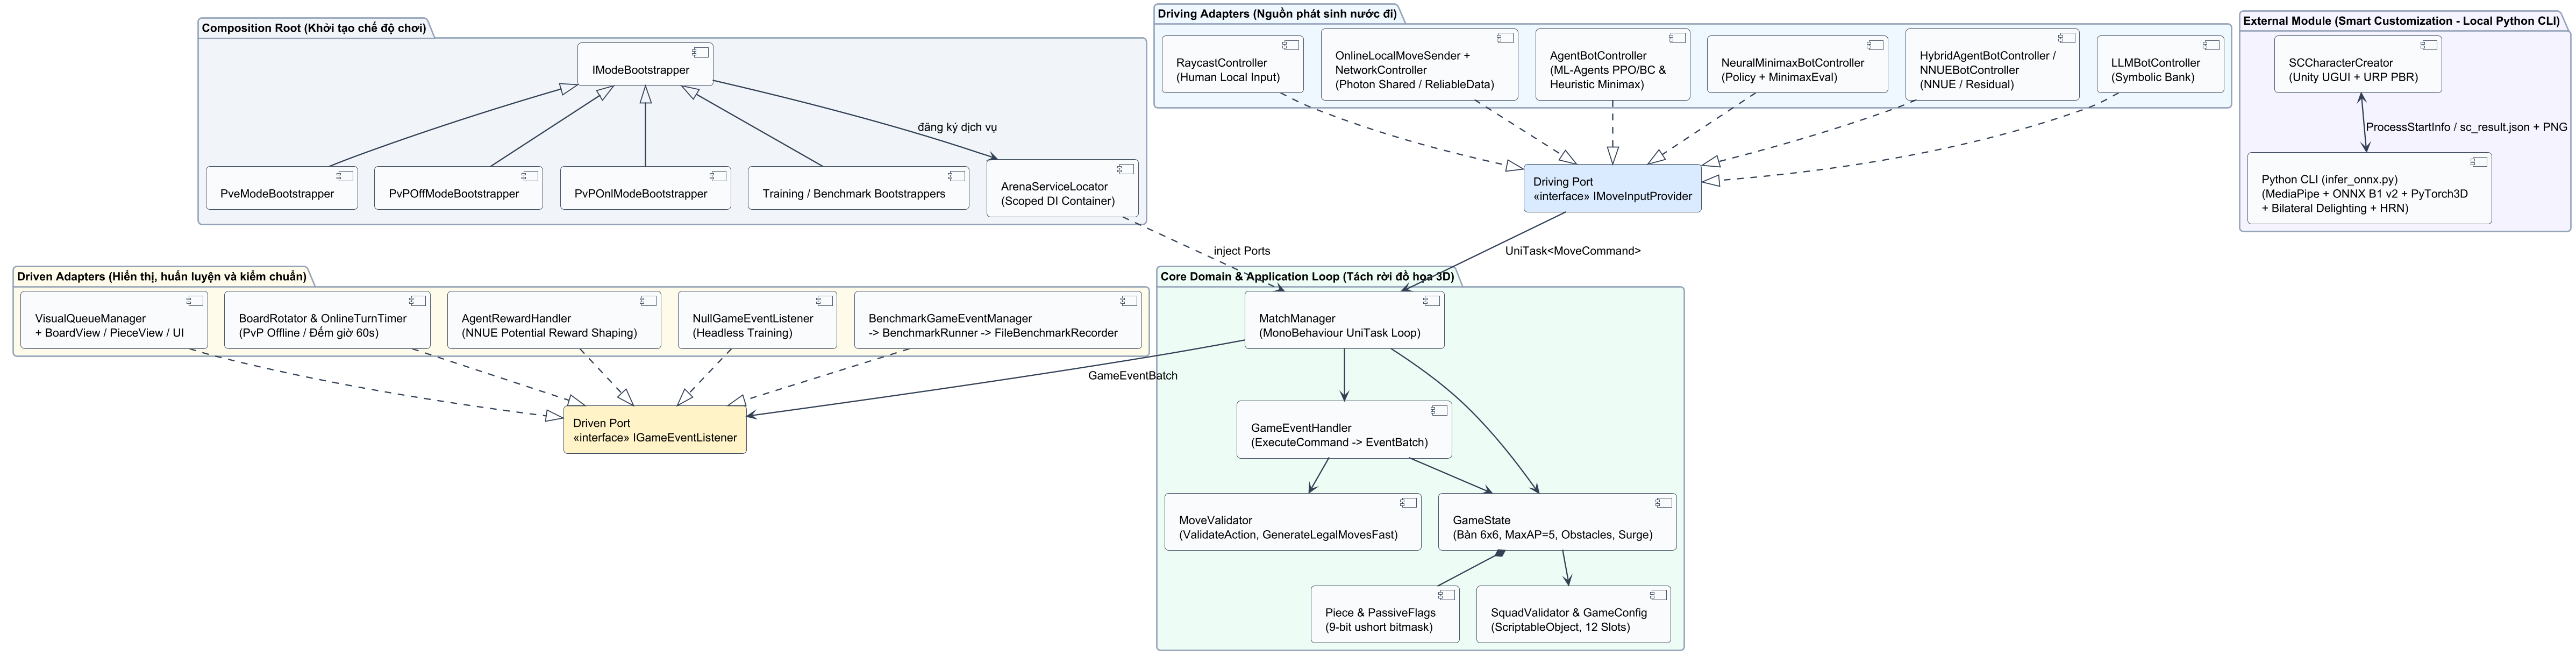 Composition Root (Khởi tạo chế độ chơi)
IModeBootstrapper
đăng ký dịch vụ
PveModeBootstrapper
PvPOffModeBootstrapper
PvPOnlModeBootstrapper
Training / Benchmark Bootstrappers
ArenaServiceLocator
(Scoped DI Container)
Driving Adapters (Nguồn phát sinh nước đi)
RaycastController
(Human Local Input)
OnlineLocalMoveSender +
NetworkController
(Photon Shared / ReliableData)
AgentBotController
(ML-Agents PPO/BC &
Heuristic Minimax)
NeuralMinimaxBotController
(Policy + MinimaxEval)
HybridAgentBotController /
NNUEBotController
(NNUE / Residual)
LLMBotController
(Symbolic Bank)
External Module (Smart Customization - Local Python CLI)
SCCharacterCreator
(Unity UGUI + URP PBR)
ProcessStartInfo / sc_result.json + PNG
Python CLI (infer_onnx.py)
(MediaPipe + ONNX B1 v2 + PyTorch3D
+ Bilateral Delighting + HRN)
Driving Port
«interface» IMoveInputProvider
inject Ports
UniTask<MoveCommand>
Driven Adapters (Hiển thị, huấn luyện và kiểm chuẩn)
VisualQueueManager
+ BoardView / PieceView / UI
BoardRotator & OnlineTurnTimer
(PvP Offline / Đếm giờ 60s)
AgentRewardHandler
(NNUE Potential Reward Shaping)
NullGameEventListener
(Headless Training)
BenchmarkGameEventManager
-> BenchmarkRunner -> FileBenchmarkRecorder
GameEventBatch
Driven Port
«interface» IGameEventListener
Core Domain & Application Loop (Tách rời đồ họa 3D)
MatchManager
(MonoBehaviour UniTask Loop)
GameEventHandler
(ExecuteCommand -> EventBatch)
MoveValidator
(ValidateAction, GenerateLegalMovesFast)
GameState
(Bàn 6x6, MaxAP=5, Obstacles, Surge)
Piece & PassiveFlags
(9-bit ushort bitmask)
SquadValidator & GameConfig
(ScriptableObject, 12 Slots)